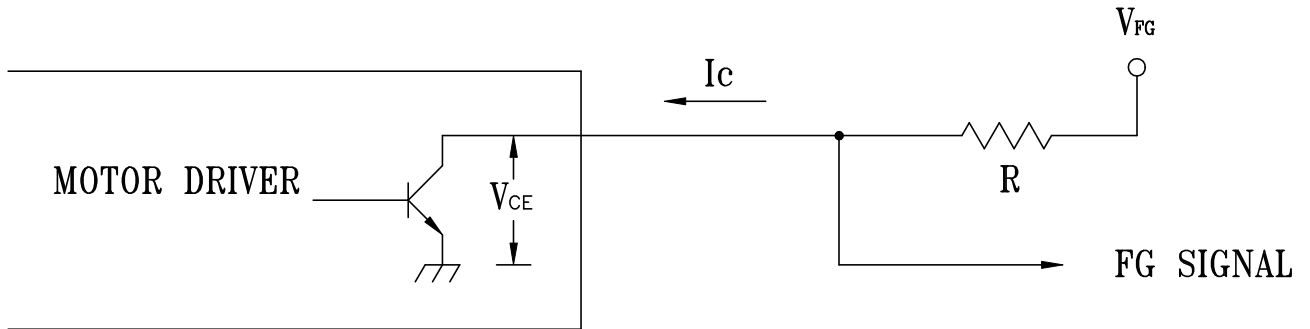 VFG
Ic
MOTOR DRIVER
VCE
R
FG SIGNAL